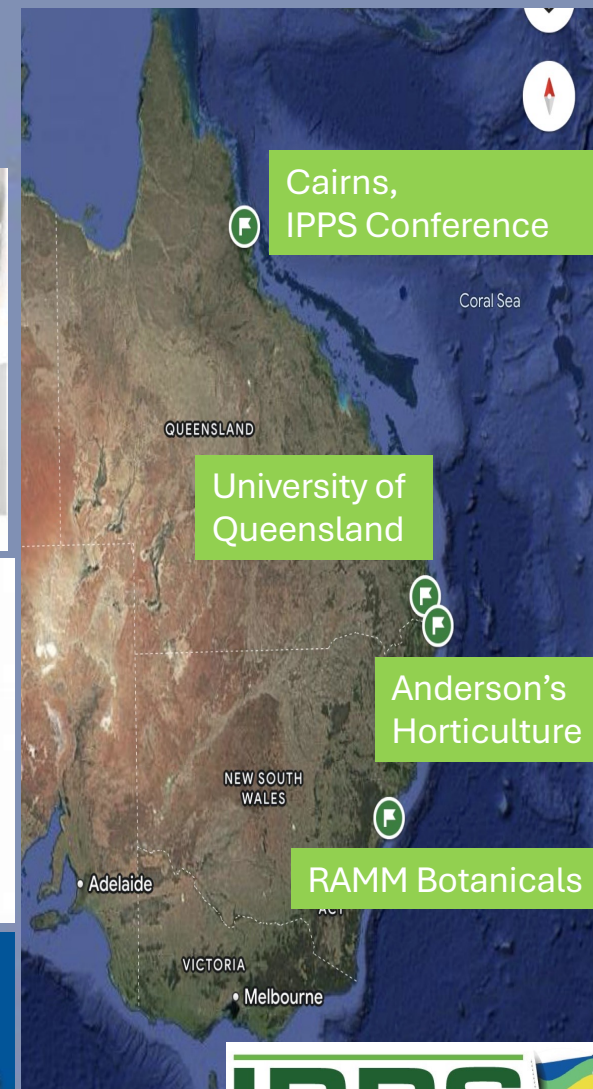 Cairns,
IPPS Conference
Coral Sea
QUEENSLAND
University of
Queensland
Anderson's
Horticulture
NEW SOUTH
WALES
RAMM Botanicals
Adelaide
ACT
VICTORIA
Melbourne
IPPS